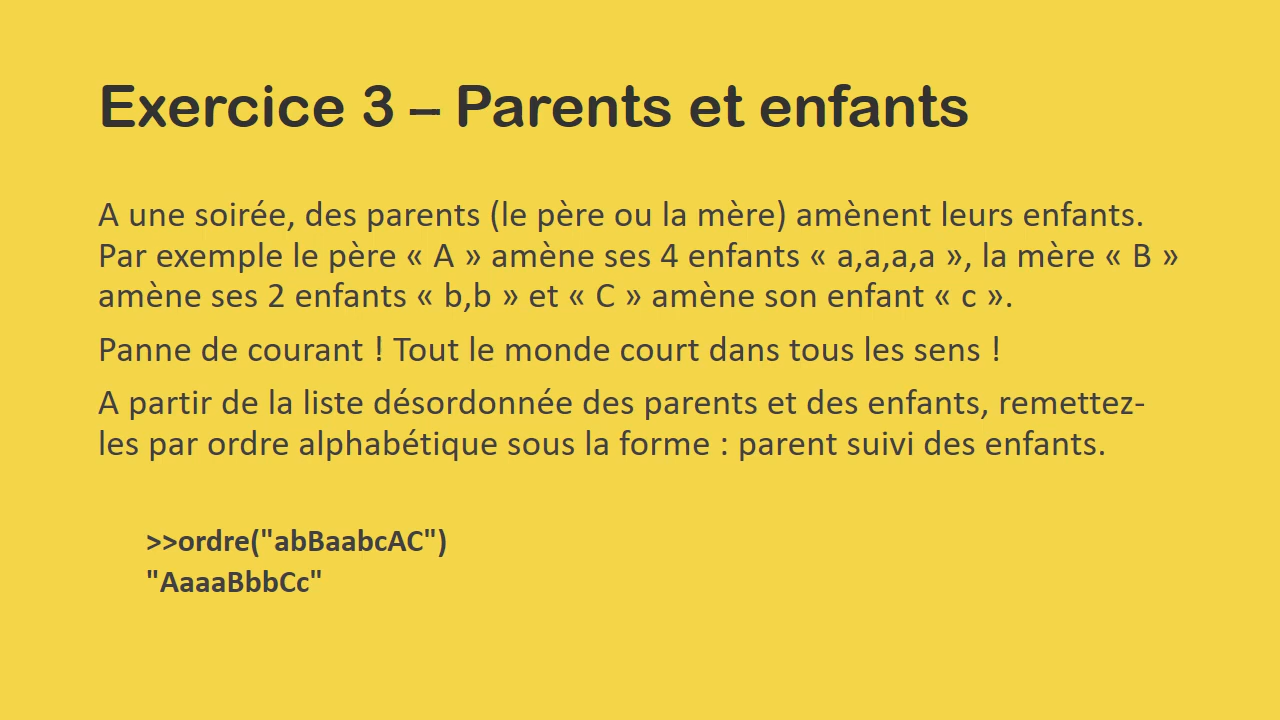 Exercice 3 – Parents et enfants
A une soirée, des parents (le père ou la mère) amènent leurs enfants.
Par exemple le père « A » amène ses 4 enfants « a,a,a,a », la mère « B »
amène ses 2 enfants « b,b » et « C » amène son enfant « c ».
Panne de courant ! Tout le monde court dans tous les sens !
A partir de la liste désordonnée des parents et des enfants, remettez-
les par ordre alphabétique sous la forme : parent suivi des enfants.
>>ordre("abBaabcAC")
"AaaaBbbCc"